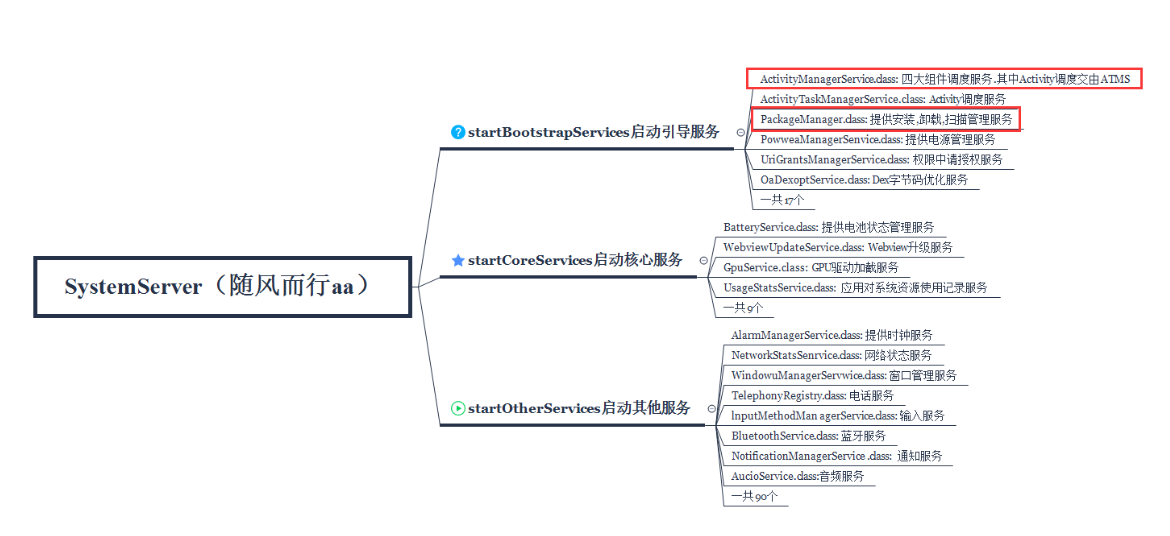 SystemServer（随风而行aa）
startBootstrapServices启动引导服务
ActivityManagerService.class: 四大组件调度服务,其中Activity调度交由ATMS
ActivityTaskManagerService.class: Activity调度服务
PackageManager.class: 提供安装,卸载,扫描管理服务
PowweaManagerSenvice.class: 提供电源管理服务
UriGrantsManagerService.class: 权限中请授权服务
OaDexoptService.class: Dex字节码优化服务
一共17个
startCoreServices启动核心服务
BatteryService.class: 提供电池状态管理服务
WebviewUpdateService.class: Webview升级服务
GpuService.class: GPU驱动加截服务
UsageStatsService.class: 应用对系统资源使用记录服务
一共9个
startOtherServices启动其他服务
AlarmManagerService.class: 提供时钟服务
NetworkStatsSenrvice.class: 网络状态服务
WindowuManagerServwice.class: 窗口管理服务
TelephonyRegistry.class: 电话服务
lnputMethodMan agerService.class: 输入服务
BluetoothService.class: 蓝牙服务
NotificationManagerService .class: 通知服务
AucioService.class:音频服务
一共90个